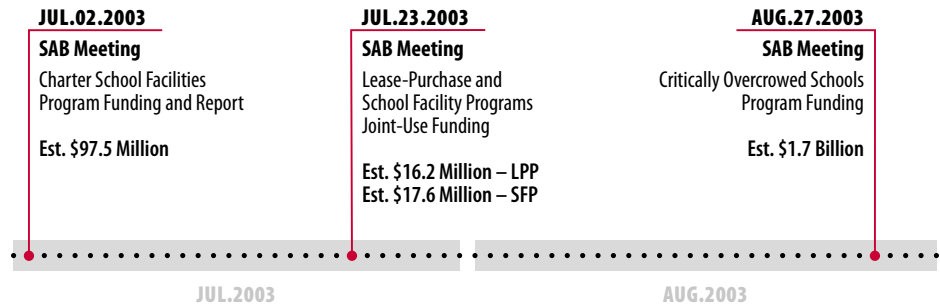 JUL.02.2003
SAB Meeting
Charter School Facilities
Program Funding and Report
Est. $97.5 Million
JUL.23.2003
SAB Meeting
Lease-Purchase and
School Facility Programs
Joint-Use Funding
Est. $16.2 Million – LPP
Est. $17.6 Million – SFP
AUG.27.2003
SAB Meeting
Critically Overcrowed Schools
Program Funding
Est. $1.7 Billion
JUL.2003
AUG.2003